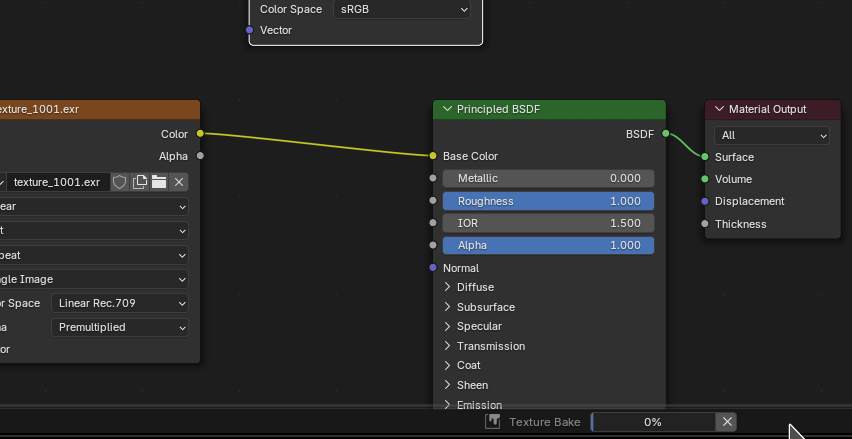 Color Space sRGB
Vector
exture_1001.exr
Color
Alpha
texture_1001.exr
ear
t
peat
gle Image
r Space Linear Rec.709
a Premultiplied
or
Principled BSDF
BSDF
Base Color
Metallic 0.000
Roughness 1.000
IOR 1.500
Alpha 1.000
Normal
Diffuse
Subsurface
Specular
Transmission
Coat
Sheen
Emission
Material Output
All
Surface
Volume
Displacement
Thickness
Texture Bake 0%